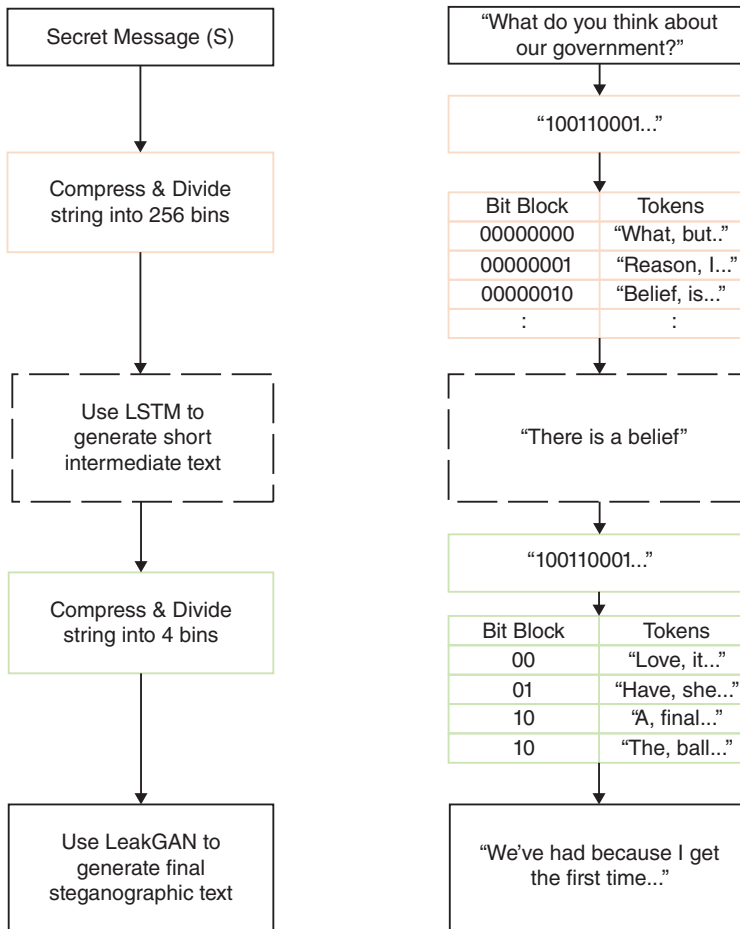 Secret Message (S)
Compress & Divide
string into 256 bins
Use LSTM to
generate short
intermediate text
Compress & Divide
string into 4 bins
Use LeakGAN to
generate final
steganographic text
“What do you think about
our government?”
“100110001...”
Bit Block Tokens
00000000 “What, but..”
00000001 “Reason, I...”
00000010 “Belief, is...”
: :
“There is a belief”
“100110001...”
Bit Block Tokens
00 “Love, it...”
01 “Have, she...”
10 “A, final...”
10 “The, ball...”
“We’ve had because I get
the first time...”